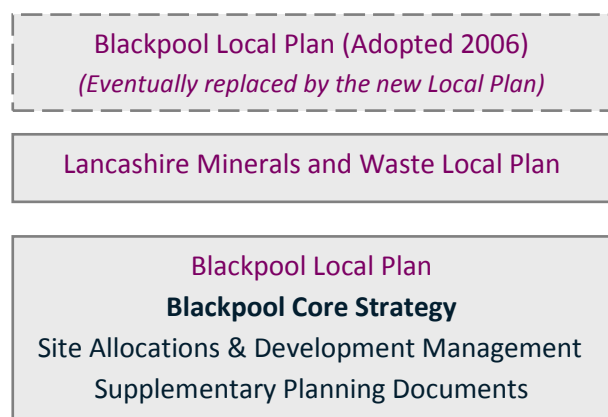 Blackpool Local Plan (Adopted 2006)
(Eventually replaced by the new Local Plan)
Lancashire Minerals and Waste Local Plan
Blackpool Local Plan
Blackpool Core Strategy
Site Allocations & Development Management
Supplementary Planning Documents